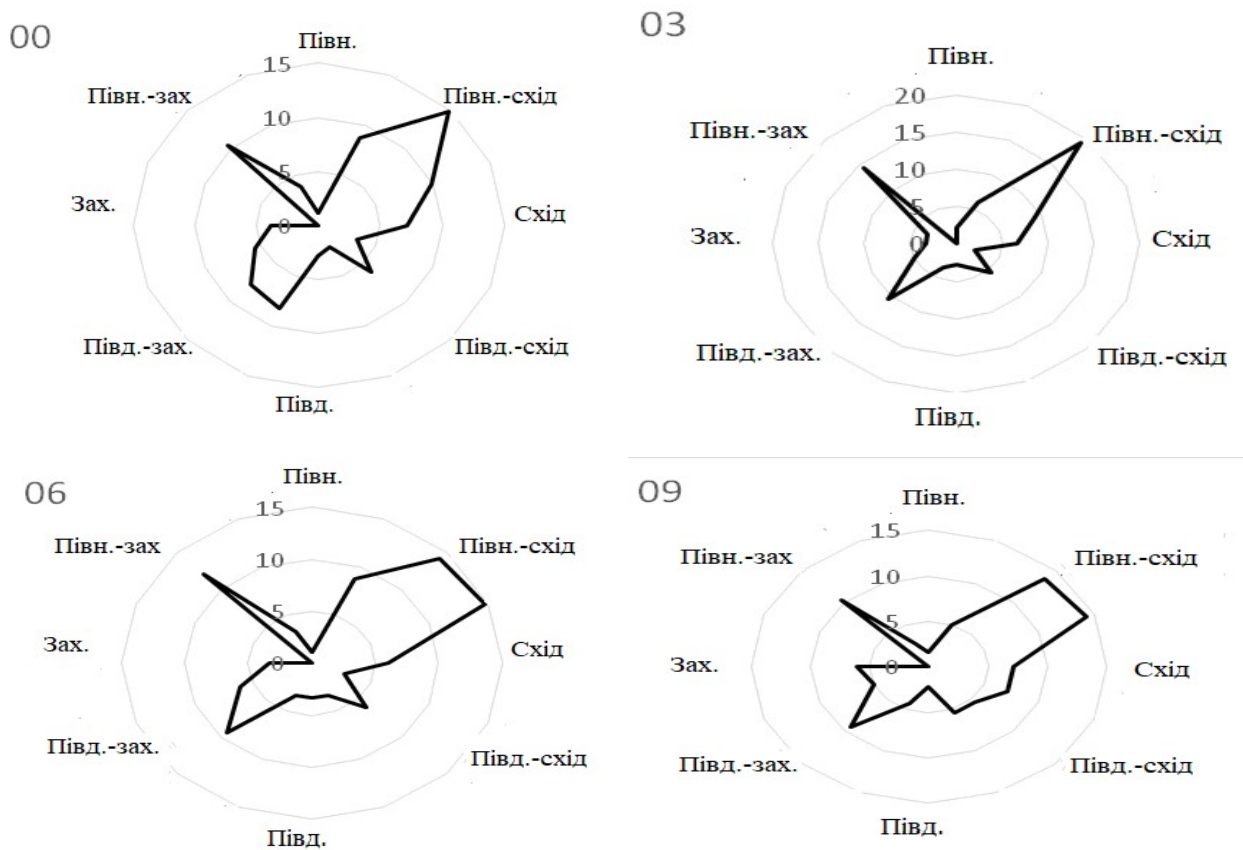 00
Півн.
15
Півн.-зах
Півн.-схід
10
5
Зах.
0
Схід
Півд.-зах.
Півд.-схід
Півд.
03
Півн.
20
Півн.-зах
15
Півн.-схід
10
5
Зах.
0
Схід
Півд.-зах.
Півд.-схід
Півд.
06
Півн.
15
Півн.-зах
Півн.-схід
10
5
Зах.
0
Схід
Півд.-зах.
Півд.-схід
Півд.
09
Півн.
15
Півн.-зах
Півн.-схід
10
5
Зах.
0
Схід
Півд.-зах.
Півд.-схід
Півд.